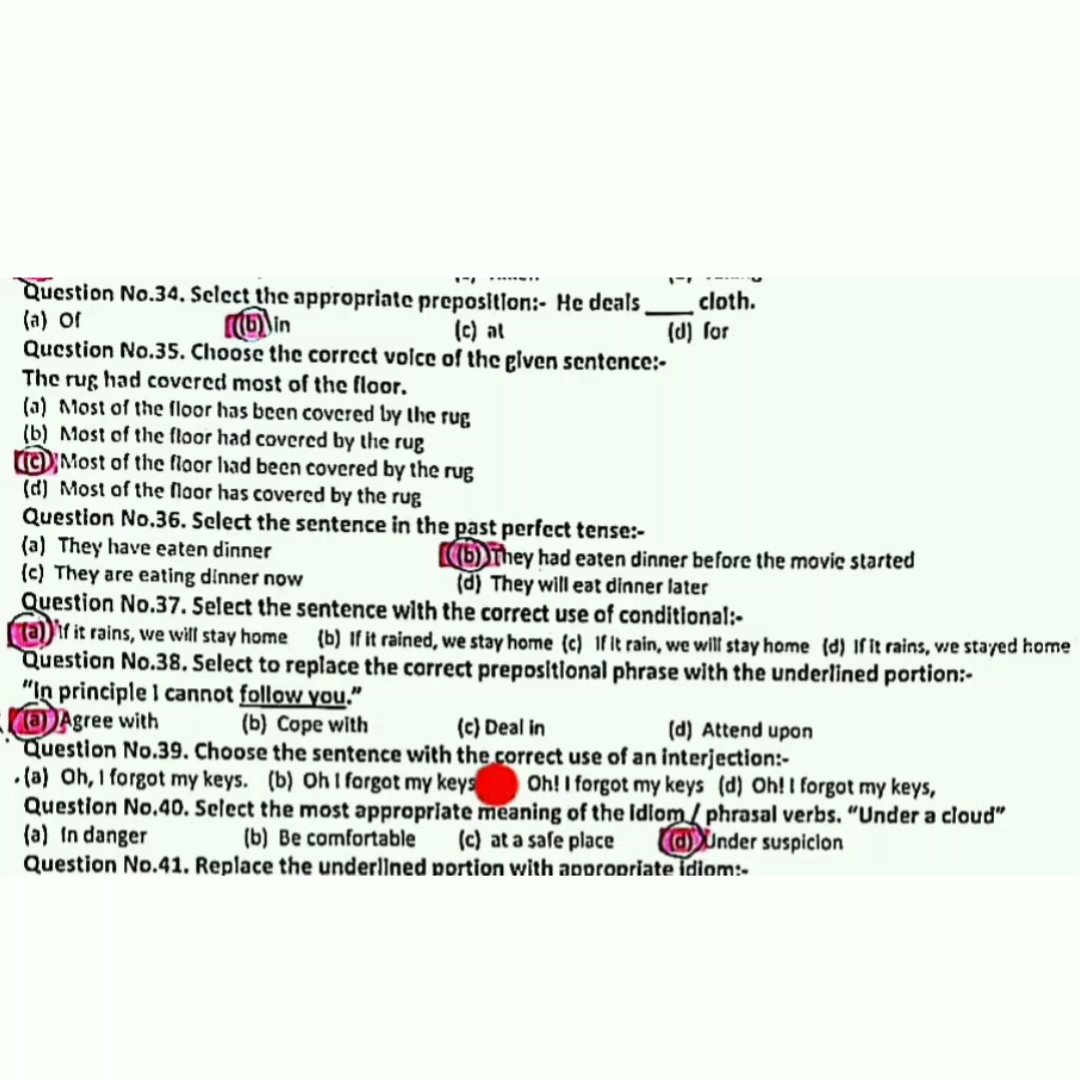 Question No.34. Select the appropriate preposition:- He deals ____ cloth.
(a) Of (b) in (c) at (d) for
Question No.35. Choose the correct voice of the given sentence:-
The rug had covered most of the floor.
(a) Most of the floor has been covered by the rug
(b) Most of the floor had covered by the rug
(c) Most of the floor had been covered by the rug
(d) Most of the floor has covered by the rug
Question No.36. Select the sentence in the past perfect tense:-
(a) They have eaten dinner (b) They had eaten dinner before the movie started
(c) They are eating dinner now (d) They will eat dinner later
Question No.37. Select the sentence with the correct use of conditional:-
(a) If it rains, we will stay home (b) If it rained, we stay home (c) If it rain, we will stay home (d) If it rains, we stayed home
Question No.38. Select to replace the correct prepositional phrase with the underlined portion:-
"In principle I cannot follow you."
(a) Agree with (b) Cope with (c) Deal in (d) Attend upon
Question No.39. Choose the sentence with the correct use of an interjection:-
(a) Oh, I forgot my keys. (b) Oh I forgot my keys Oh! I forgot my keys (d) Oh! I forgot my keys,
Question No.40. Select the most appropriate meaning of the idiom / phrasal verbs. "Under a cloud"
(a) In danger (b) Be comfortable (c) at a safe place (d) Under suspicion
Question No.41. Replace the underlined portion with appropriate idiom:-